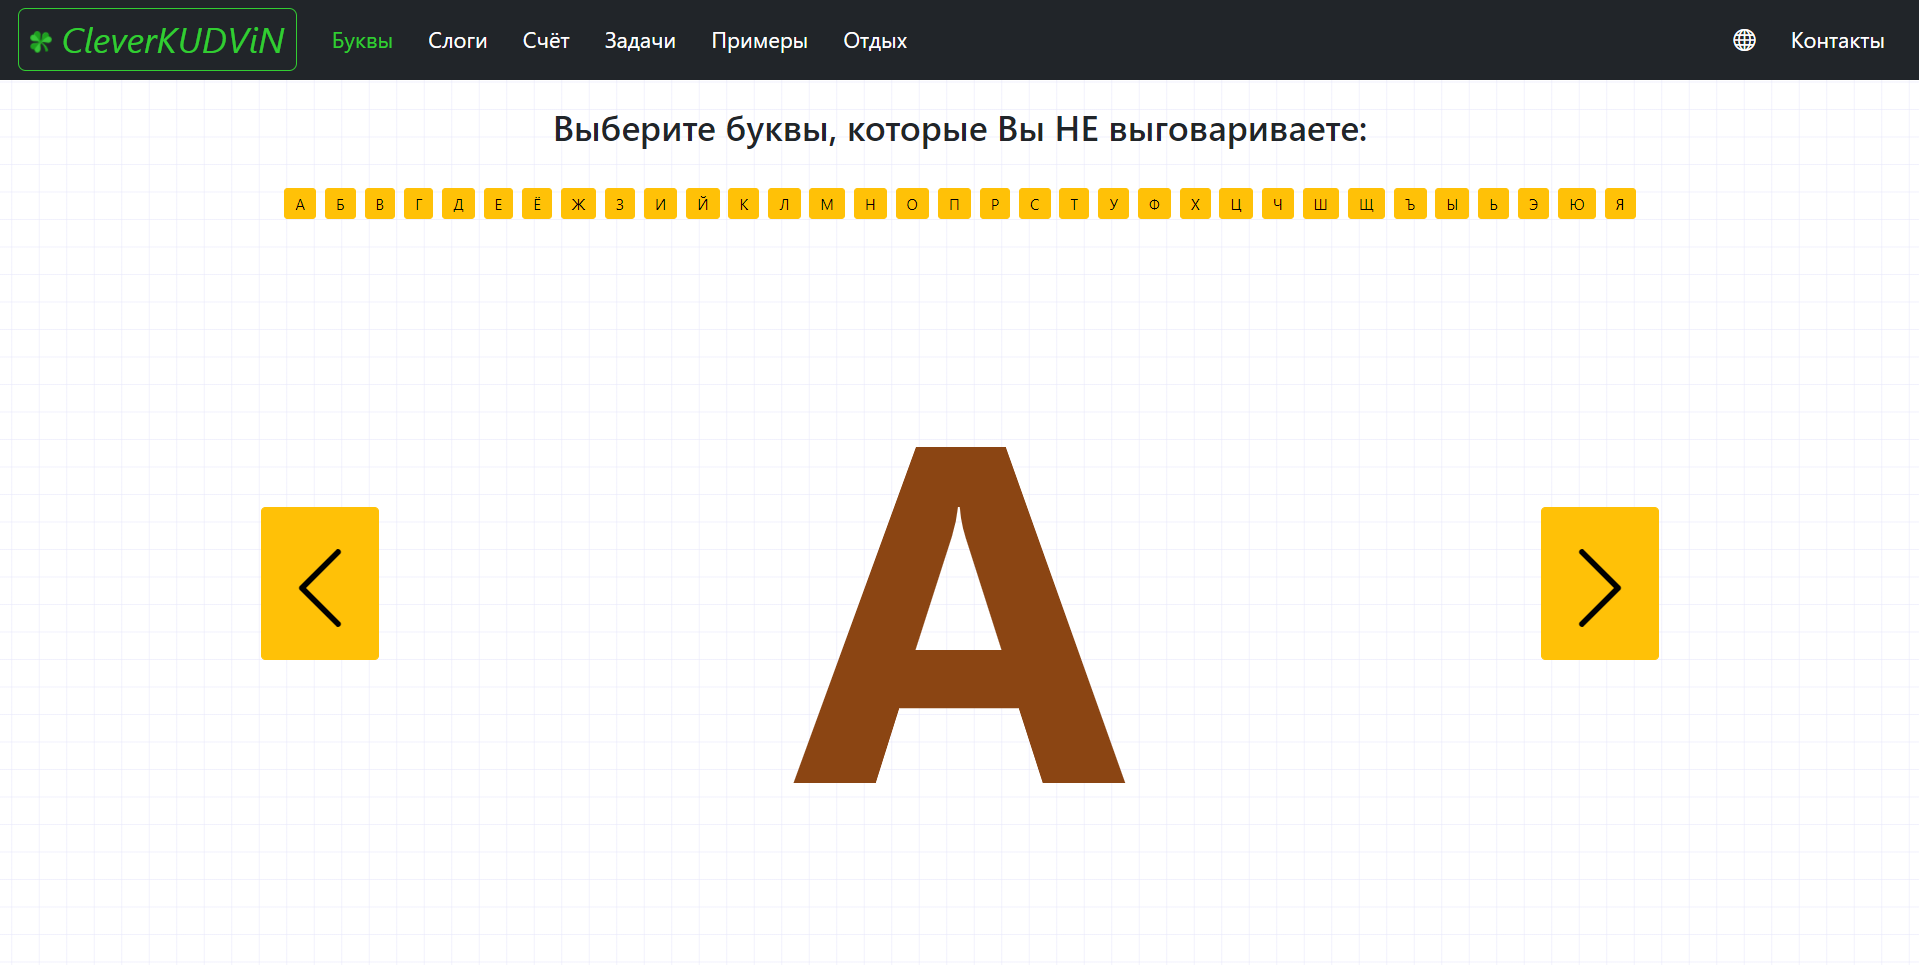 CleverKUDViN Буквы Слоги Счёт Задачи Примеры Отдых Контакты
Выберите буквы, которые Вы НЕ выговариваете:
А Б В Г Д Е Ё Ж З И Й К Л М Н О П Р С Т У Ф Х Ц Ч Ш Щ Ъ Ы Ь Э Ю Я
А